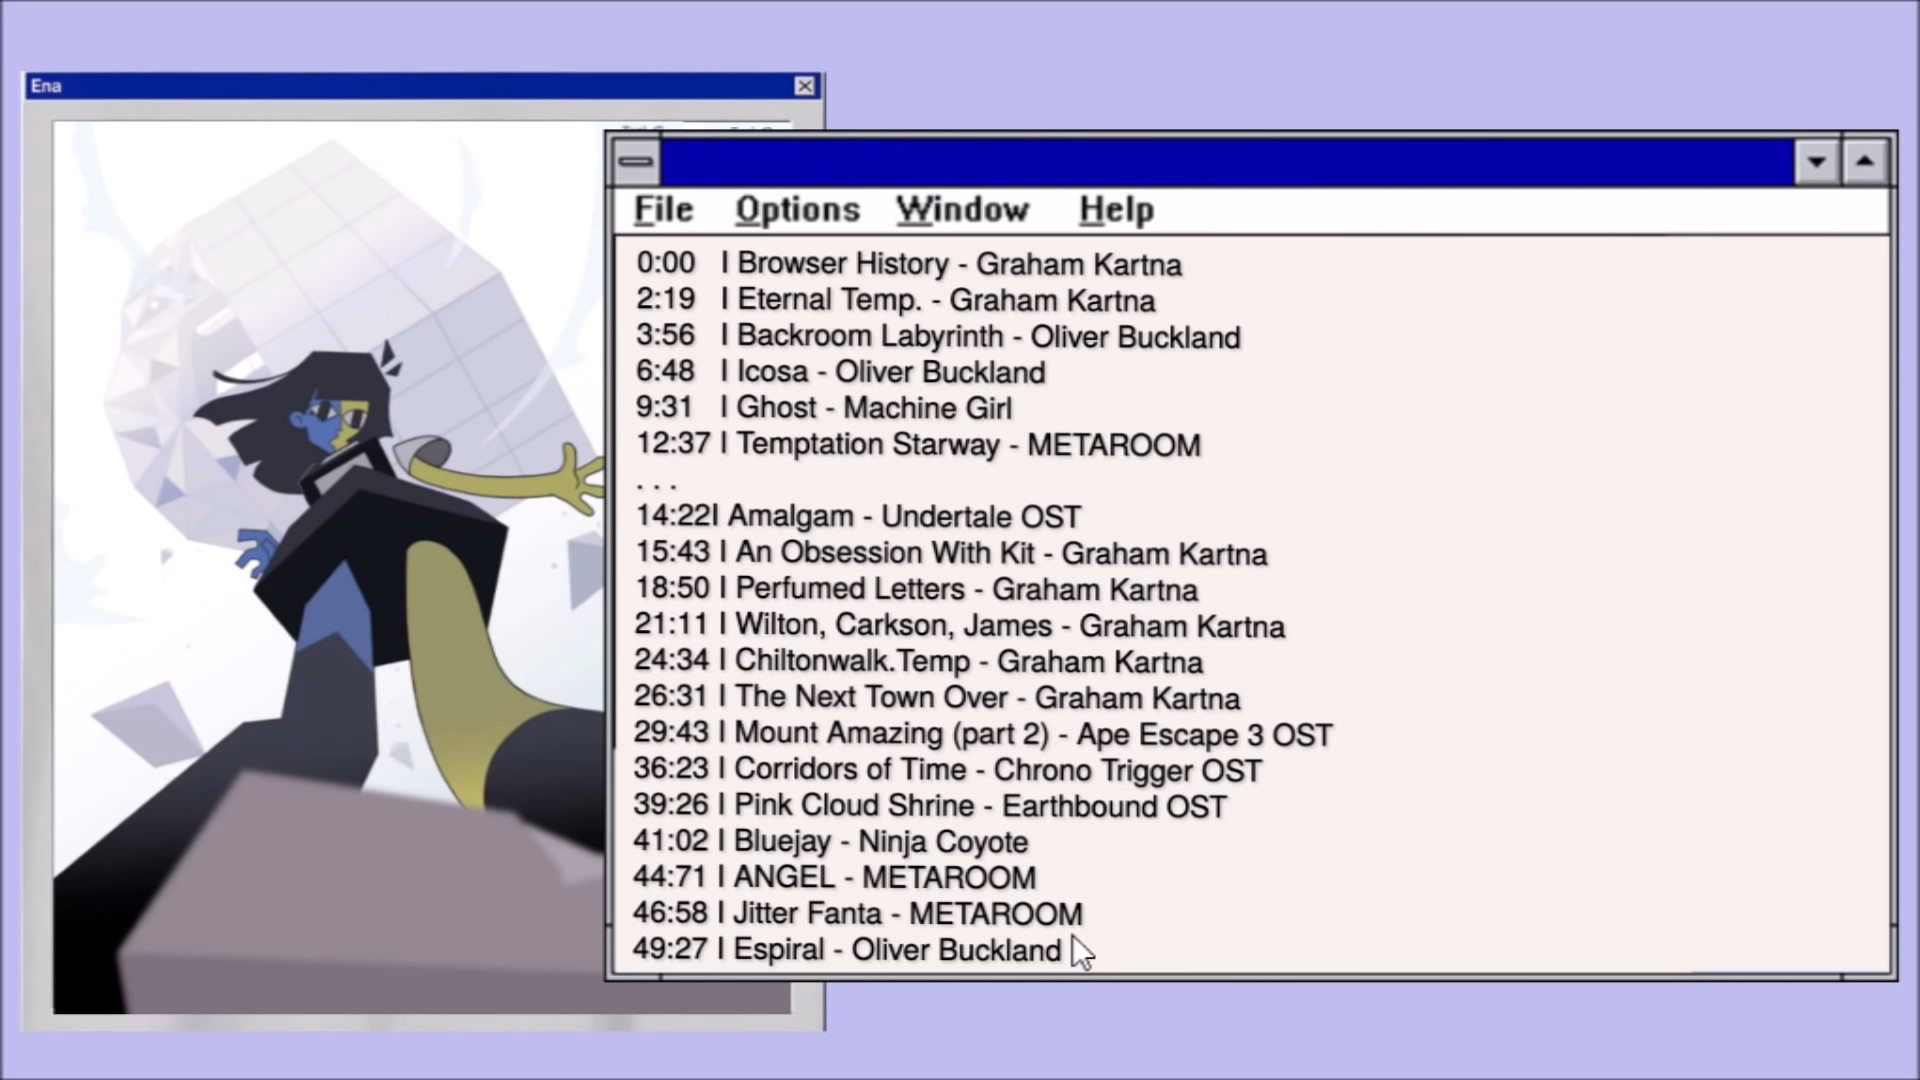 Ena
File Options Window Help
0:00 | Browser History - Graham Kartna
2:19 | Eternal Temp. - Graham Kartna
3:56 | Backroom Labyrinth - Oliver Buckland
6:48 | Icosa - Oliver Buckland
9:31 | Ghost - Machine Girl
12:37 | Temptation Starway - METAROOM
. . .
14:22| Amalgam - Undertale OST
15:43 | An Obsession With Kit - Graham Kartna
18:50 | Perfumed Letters - Graham Kartna
21:11 | Wilton, Carkson, James - Graham Kartna
24:34 | Chiltonwalk.Temp - Graham Kartna
26:31 | The Next Town Over - Graham Kartna
29:43 | Mount Amazing (part 2) - Ape Escape 3 OST
36:23 | Corridors of Time - Chrono Trigger OST
39:26 | Pink Cloud Shrine - Earthbound OST
41:02 | Bluejay - Ninja Coyote
44:71 | ANGEL - METAROOM
46:58 | Jitter Fanta - METAROOM
49:27 | Espiral - Oliver Buckland